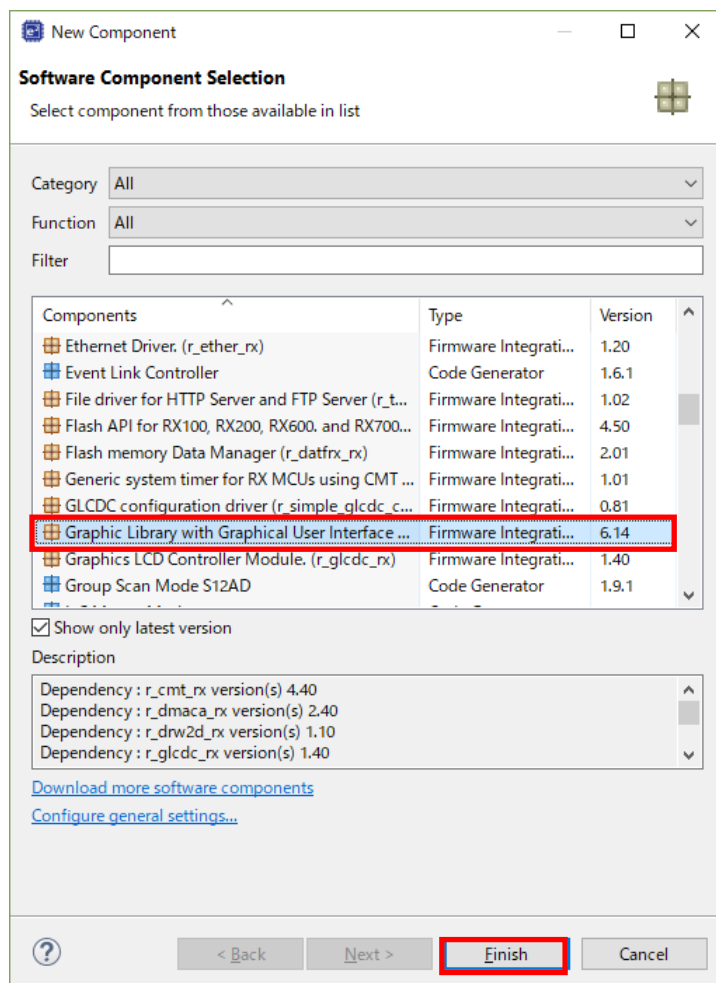 New Component
Software Component Selection
Select component from those available in list
Category All
Function All
Filter
Components Type Version
Ethernet Driver. (r_ether_rx) Firmware Integrati... 1.20
Event Link Controller Code Generator 1.6.1
File driver for HTTP Server and FTP Server (r_t... Firmware Integrati... 1.02
Flash API for RX100, RX200, RX600. and RX700... Firmware Integrati... 4.50
Flash memory Data Manager (r_datfrx_rx) Firmware Integrati... 2.01
Generic system timer for RX MCUs using CMT ... Firmware Integrati... 1.01
GLCDC configuration driver (r_simple_glcdc_c... Firmware Integrati... 0.81
Graphic Library with Graphical User Interface ... Firmware Integrati... 6.14
Graphics LCD Controller Module. (r_glcdc_rx) Firmware Integrati... 1.40
Group Scan Mode S12AD Code Generator 1.9.1
Show only latest version
Description
Dependency : r_cmt_rx version(s) 4.40
Dependency : r_dmaca_rx version(s) 2.40
Dependency : r_drw2d_rx version(s) 1.10
Dependency : r_glcdc_rx version(s) 1.40
Download more software components
Configure general settings...
? < Back Next > Finish Cancel